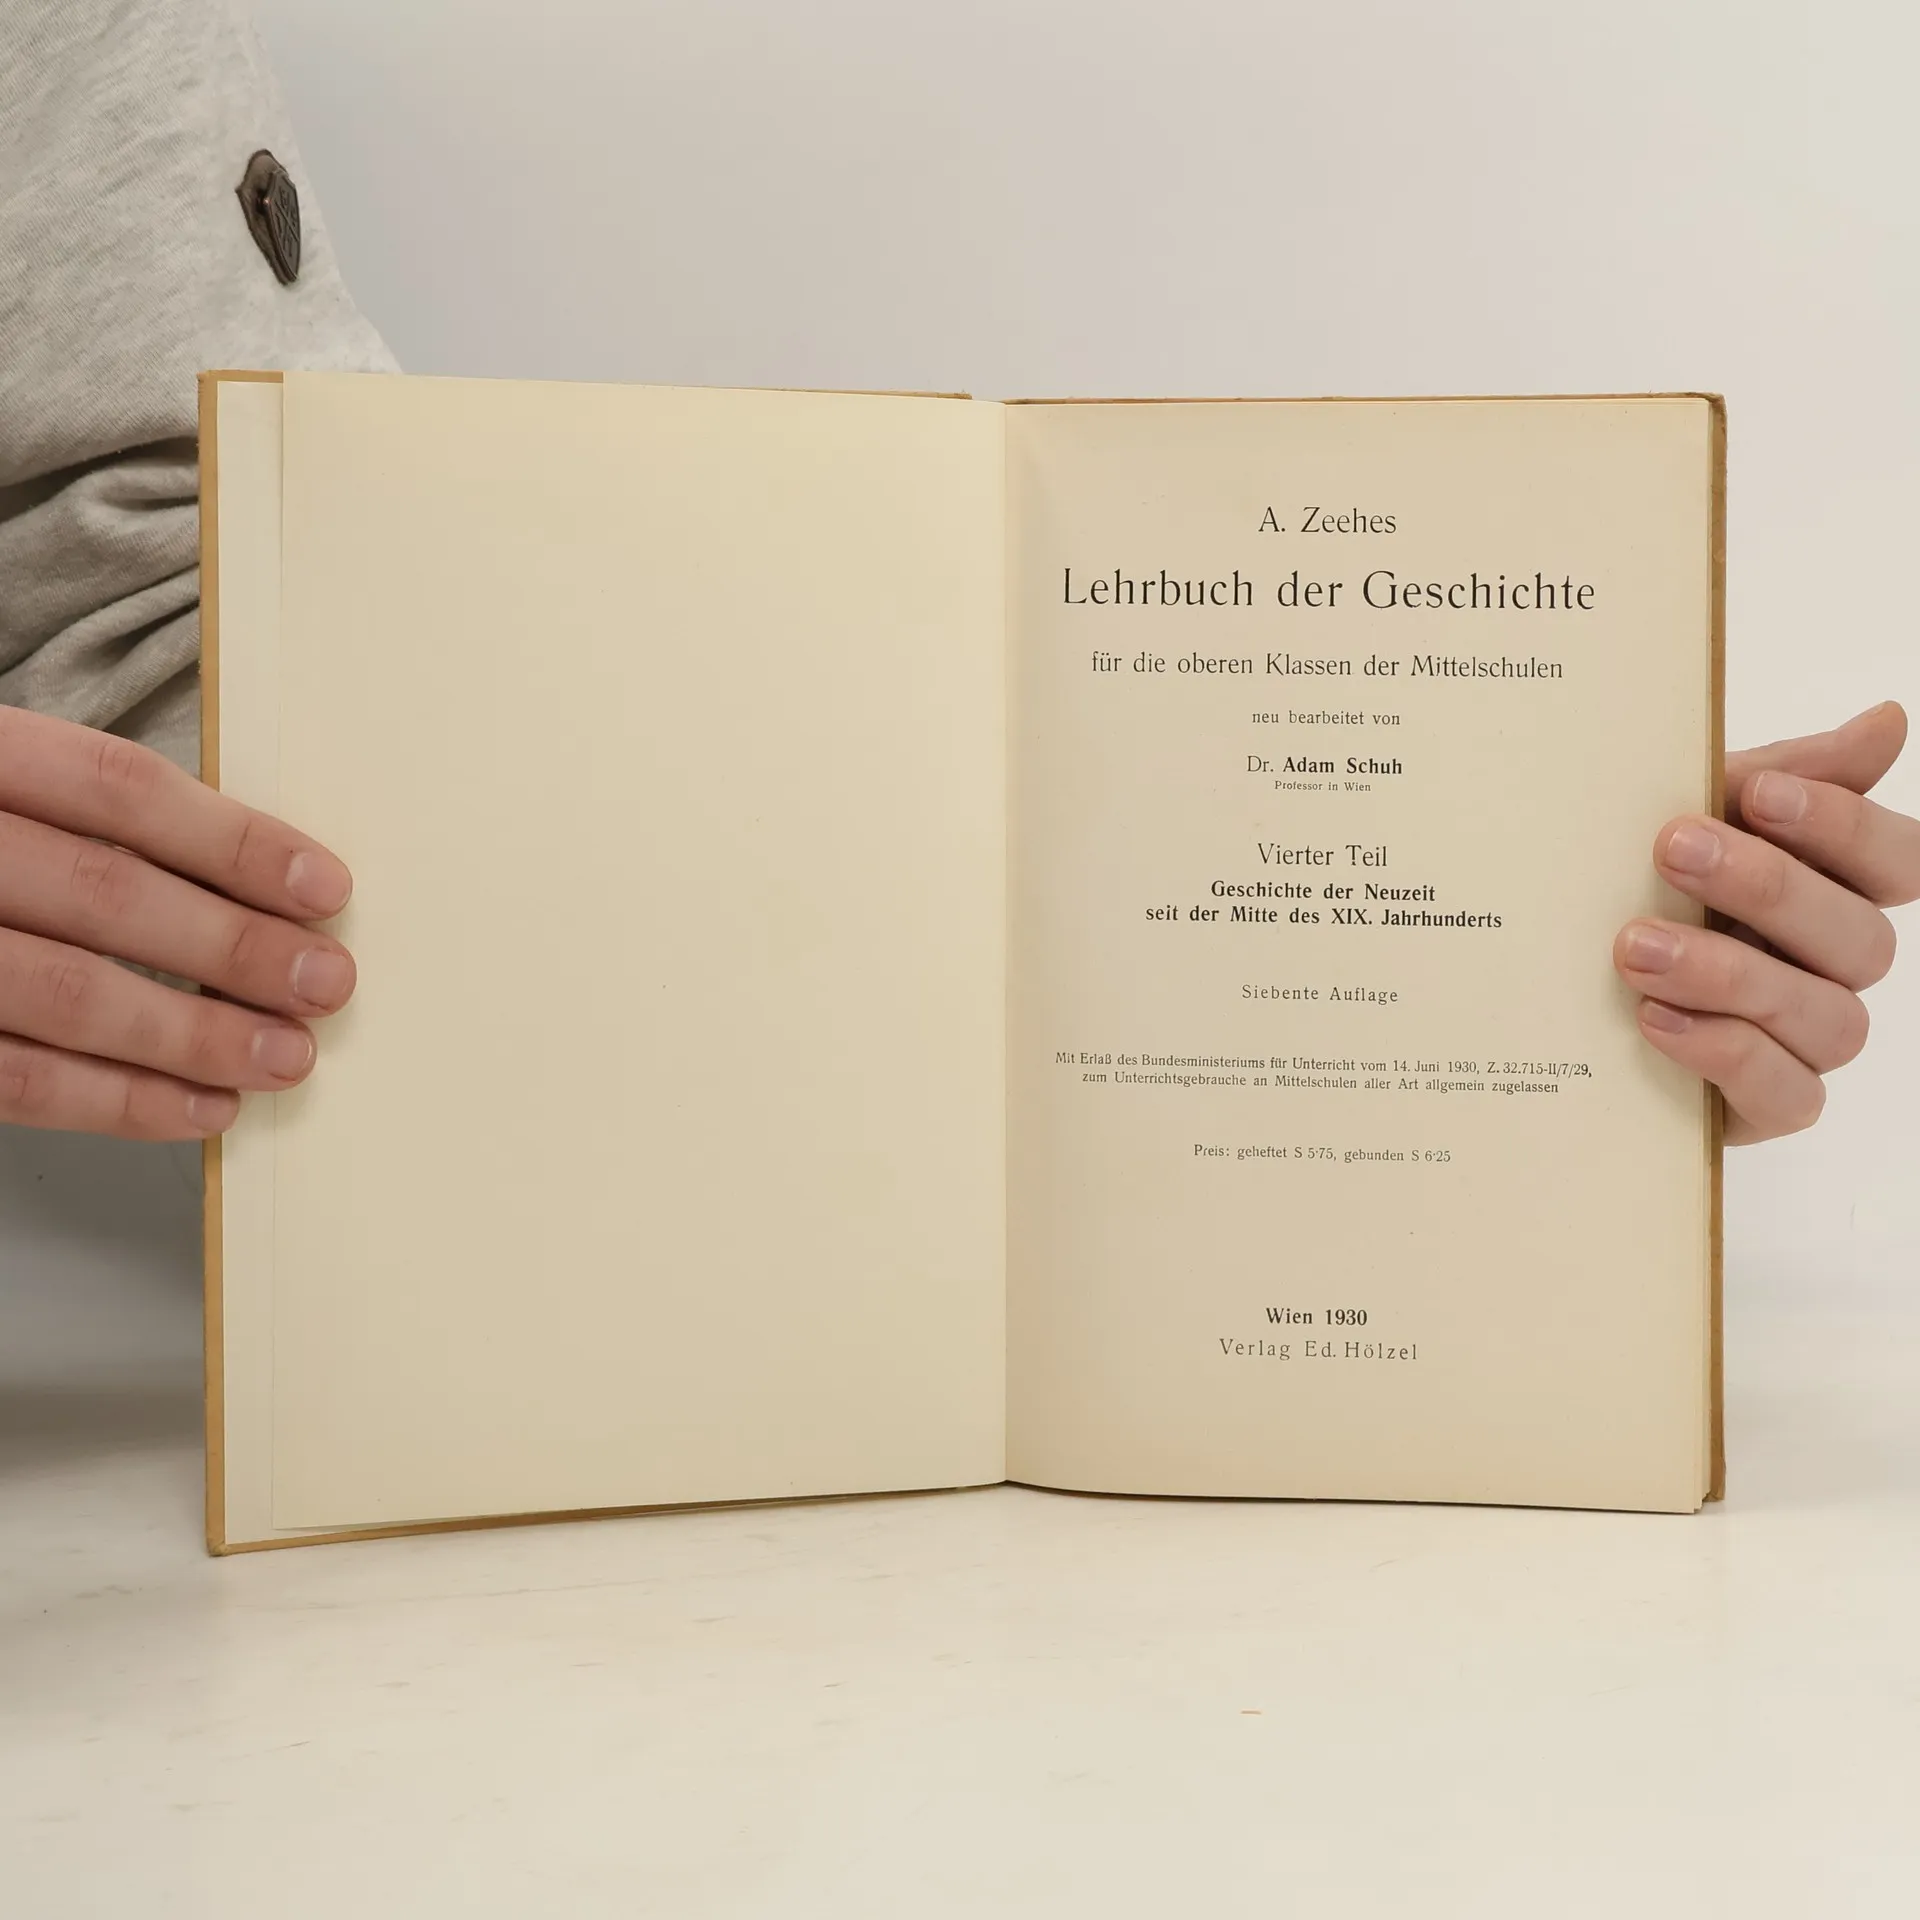 A. Zeehes
Lehrbuch der Geschichte
für die oberen Klassen der Mittelschulen
neu bearbeitet von
Dr. Adam Schuh
Professor in Wien
Vierter Teil
Geschichte der Neuzeit
seit der Mitte des XIX. Jahrhunderts
Siebente Auflage
Mit Erlaß des Bundesministeriums für Unterricht vom 14. Juni 1930, Z. 32.715-II/7/29,
zum Unterrichtsgebrauche an Mittelschulen aller Art allgemein zugelassen
Preis: geheftet S 5·75, gebunden S 6·25
Wien 1930
Verlag Ed. Hölzel